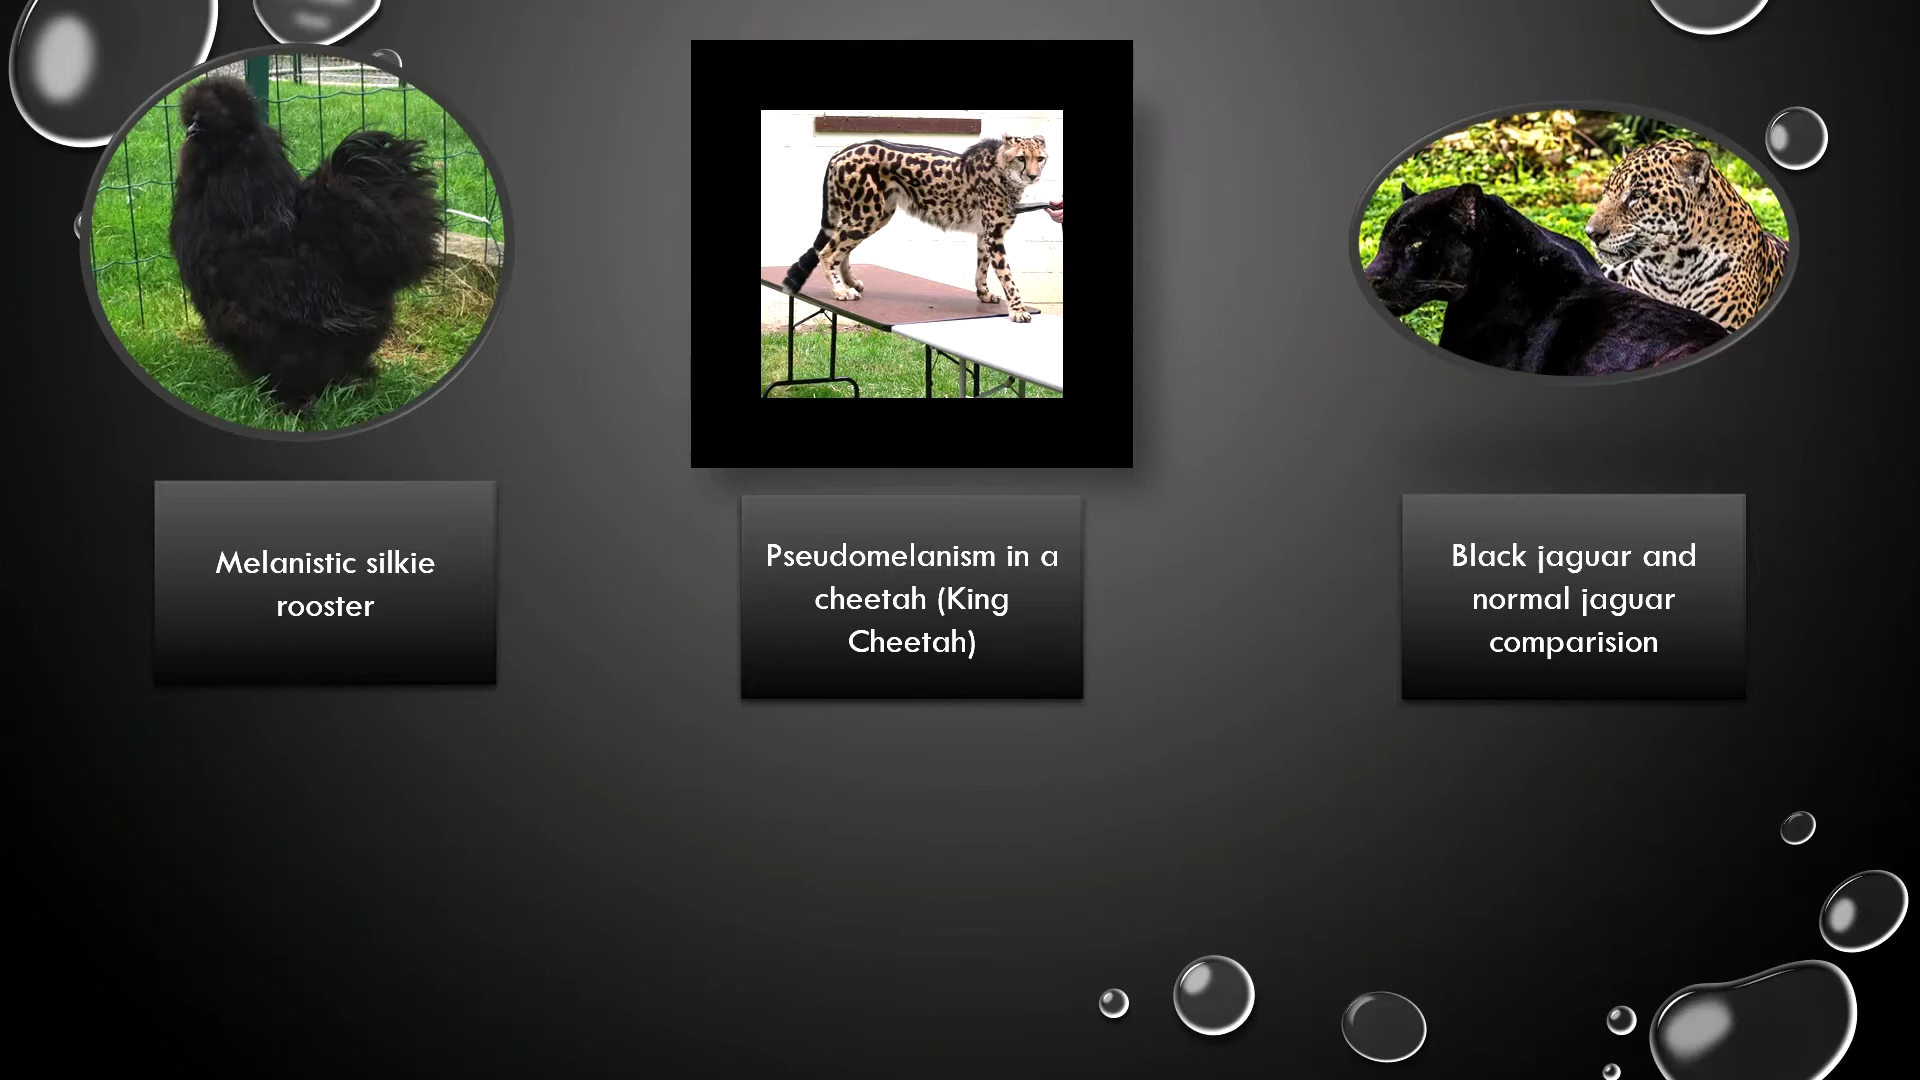 Melanistic silkie
rooster
Pseudomelanism in a
cheetah (King
Cheetah)
Black jaguar and
normal jaguar
comparision